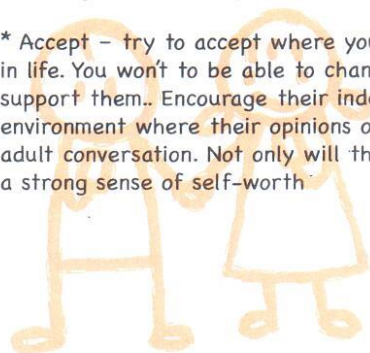 * Accept – try to accept where you
in life. You won't to be able to chan
support them.. Encourage their inde
environment where their opinions o
adult conversation. Not only will th
a strong sense of self-worth